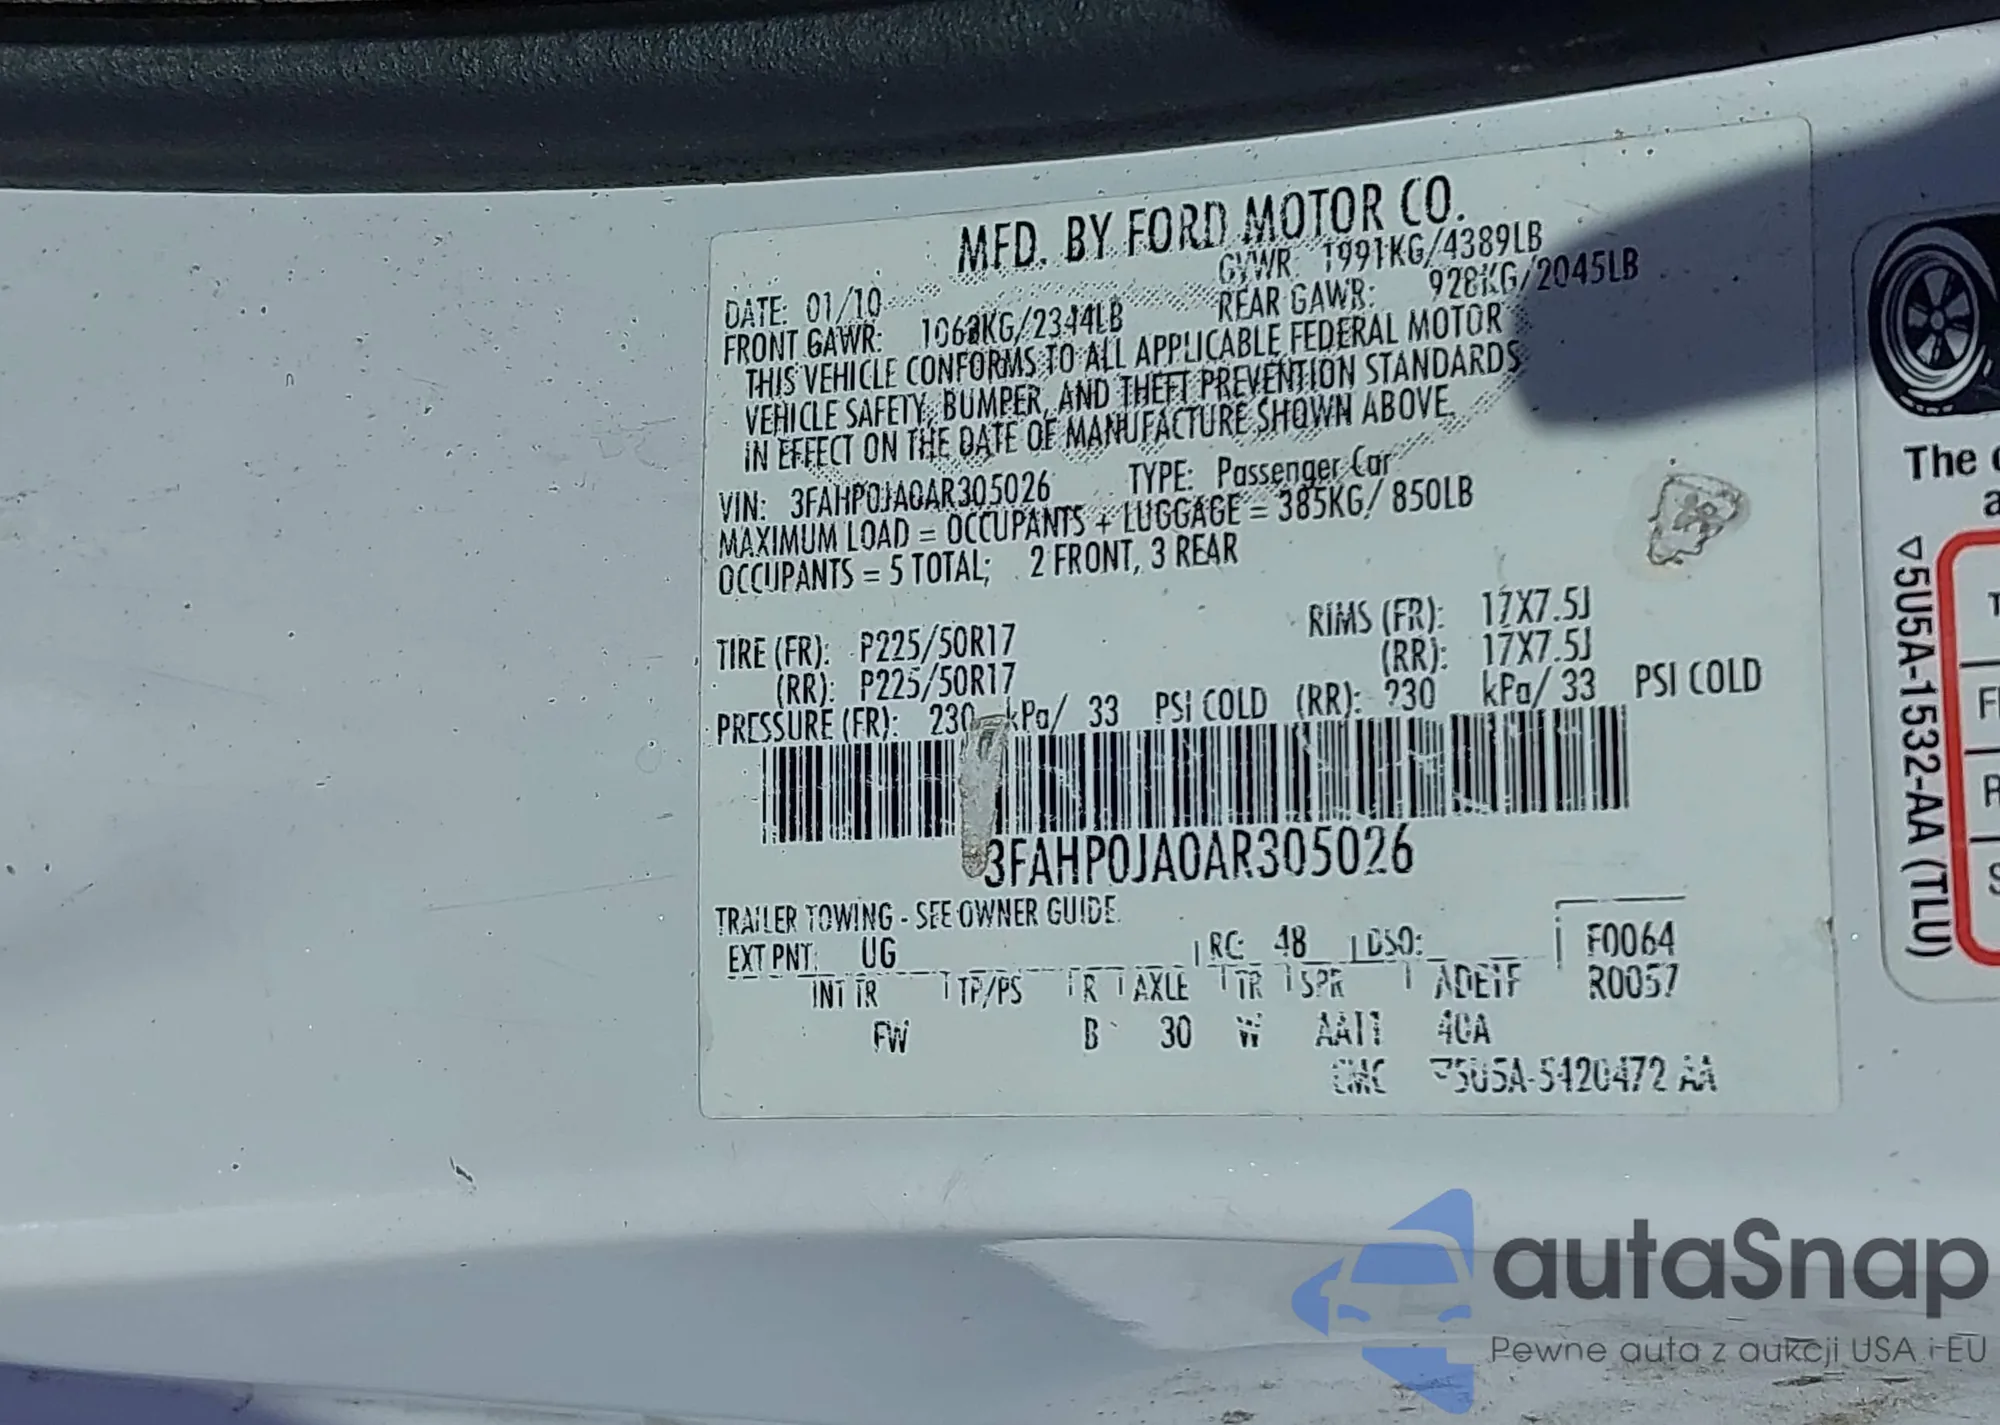 MFD. BY FORD MOTOR CO.
DATE: 01/10 GVWR: 1991KG/4389LB
FRONT GAWR: 1063KG/2344LB REAR GAWR: 928KG/2045LB
THIS VEHICLE CONFORMS TO ALL APPLICABLE FEDERAL MOTOR
VEHICLE SAFETY, BUMPER, AND THEFT PREVENTION STANDARDS
IN EFFECT ON THE DATE OF MANUFACTURE SHOWN ABOVE.
VIN: 3FAHP0JA0AR305026 TYPE: Passenger Car
MAXIMUM LOAD = OCCUPANTS + LUGGAGE = 385KG/ 850LB
OCCUPANTS = 5 TOTAL; 2 FRONT, 3 REAR
TIRE (FR): P225/50R17 RIMS (FR): 17X7.5J
(RR): P225/50R17 (RR): 17X7.5J
PRESSURE (FR): 230 kPa/ 33 PSI COLD (RR): 230 kPa/ 33 PSI COLD
3FAHP0JA0AR305026
TRAILER TOWING - SEE OWNER GUIDE
EXT PNT: UG RC: 48 DSO: F0064
INT TR TP/PS R AXLE TR SPR R0057
FW B 30 W AA11
5U5A-5420472 AA
The
5U5A-1532-AA (TLU)
autaSnap
Pewne auta z aukcji USA i EU